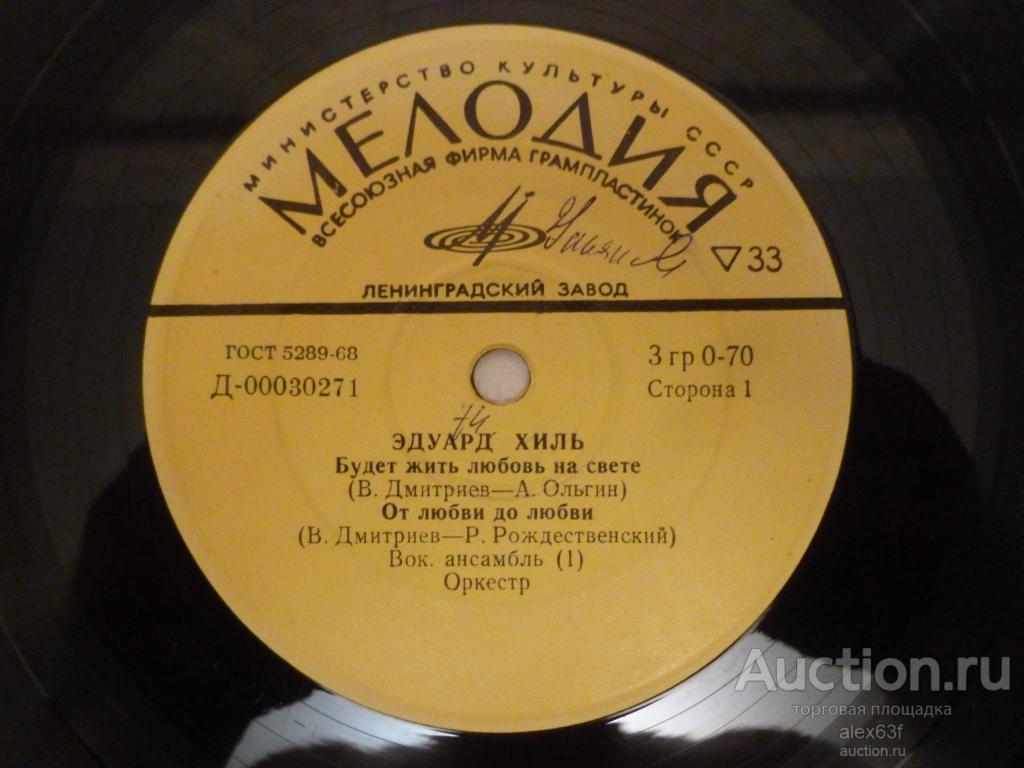 МИНИСТЕРСТВО КУЛЬТУРЫ СССР
МЕЛОДИЯ
ВСЕСОЮЗНАЯ ФИРМА ГРАМПЛАСТИНОК
▽ 33
ЛЕНИНГРАДСКИЙ ЗАВОД
ГОСТ 5289-68
3 гр 0-70
Д-00030271
Сторона 1
74
ЭДУАРД ХИЛЬ
Будет жить любовь на свете
(В. Дмитриев—А. Ольгин)
От любви до любви
(В. Дмитриев—Р. Рождественский)
Вок. ансамбль (1)
Оркестр
Auction.ru
торговая площадка
alex63f
auction.ru